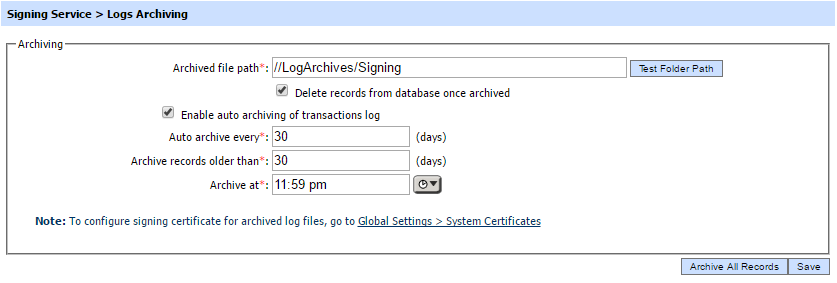 Signing Service > Logs Archiving
Archiving
Archived file path*: //LogArchives/Signing Test Folder Path
Delete records from database once archived
Enable auto archiving of transactions log
Auto archive every*: 30 (days)
Archive records older than*: 30 (days)
Archive at*: 11:59 pm
Note: To configure signing certificate for archived log files, go to Global Settings > System Certificates
Archive All Records Save